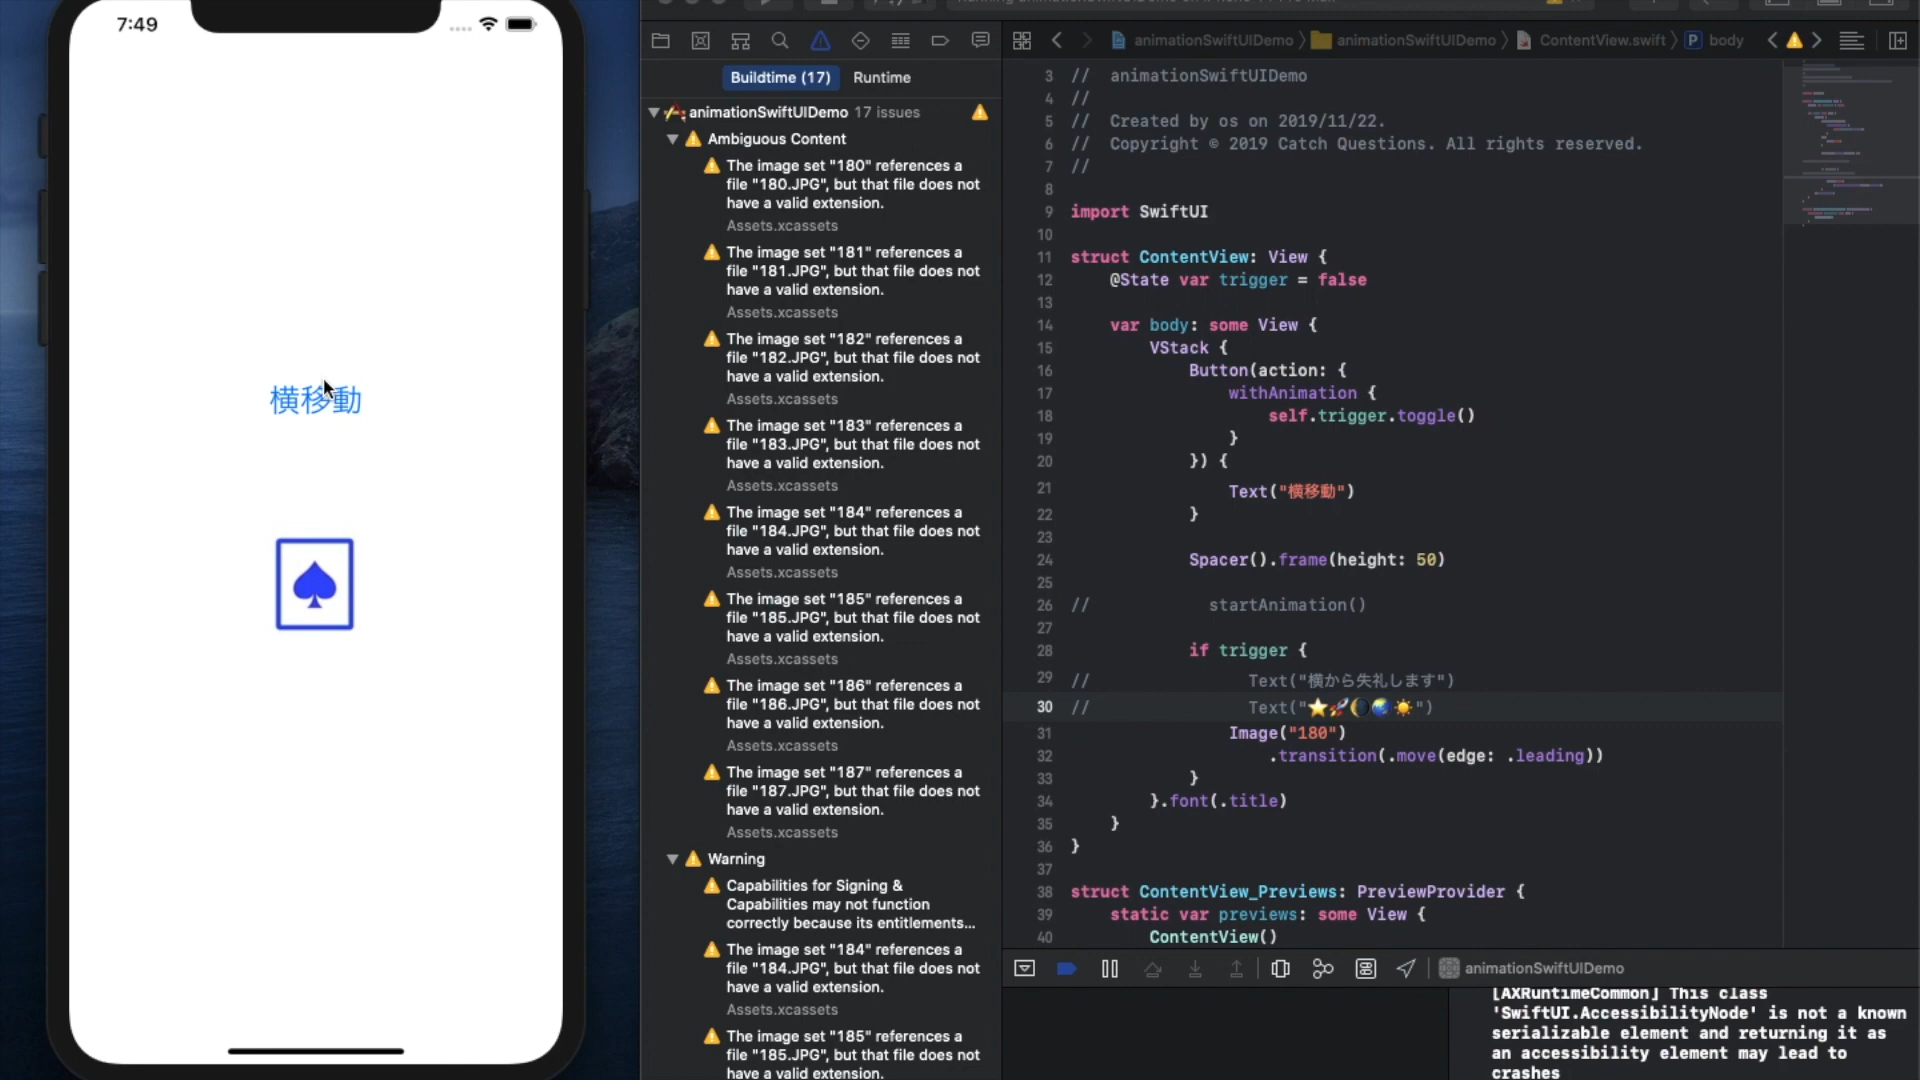 7:49
横移動
Buildtime (17) Runtime
animationSwiftUIDemo 17 issues
Ambiguous Content
The image set "180" references a
file "180.JPG", but that file does not
have a valid extension.
Assets.xcassets
The image set "181" references a
file "181.JPG", but that file does not
have a valid extension.
Assets.xcassets
The image set "182" references a
file "182.JPG", but that file does not
have a valid extension.
Assets.xcassets
The image set "183" references a
file "183.JPG", but that file does not
have a valid extension.
Assets.xcassets
The image set "184" references a
file "184.JPG", but that file does not
have a valid extension.
Assets.xcassets
The image set "185" references a
file "185.JPG", but that file does not
have a valid extension.
Assets.xcassets
The image set "186" references a
file "186.JPG", but that file does not
have a valid extension.
Assets.xcassets
The image set "187" references a
file "187.JPG", but that file does not
have a valid extension.
Assets.xcassets
Warning
Capabilities for Signing &
Capabilities may not function
correctly because its entitlements...
The image set "184" references a
file "184.JPG", but that file does not
have a valid extension.
Assets.xcassets
The image set "185" references a
file "185.JPG", but that file does not
have a valid extension.
animationSwiftUIDemo 〉 animationSwiftUIDemo 〉 ContentView.swift 〉 P body
3 //  animationSwiftUIDemo
4 //
5 //  Created by os on 2019/11/22.
6 //  Copyright © 2019 Catch Questions. All rights reserved.
7 //
8
9 import SwiftUI
10
11 struct ContentView: View {
12     @State var trigger = false
13
14     var body: some View {
15         VStack {
16             Button(action: {
17                 withAnimation {
18                     self.trigger.toggle()
19                 }
20             }) {
21                 Text("横移動")
22             }
23
24             Spacer().frame(height: 50)
25
26 //            startAnimation()
27
28             if trigger {
29 //                Text("横から失礼します")
30 //                Text("⭐️🚀🌘🌏☀️")
31                 Image("180")
32                     .transition(.move(edge: .leading))
33             }
34         }.font(.title)
35     }
36 }
37
38 struct ContentView_Previews: PreviewProvider {
39     static var previews: some View {
40         ContentView()
animationSwiftUIDemo
[AXRuntimeCommon] This class
'SwiftUI.AccessibilityNode' is not a known
serializable element and returning it as
an accessibility element may lead to
crashes